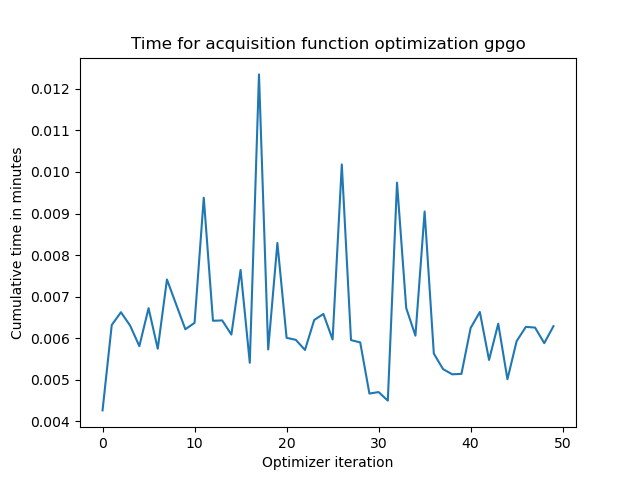 Time for acquisition function optimization gpgo
Cumulative time in minutes
0.012
0.011
0.010
0.009
0.008
0.007
0.006
0.005
0.004
0 10 20 30 40 50
Optimizer iteration